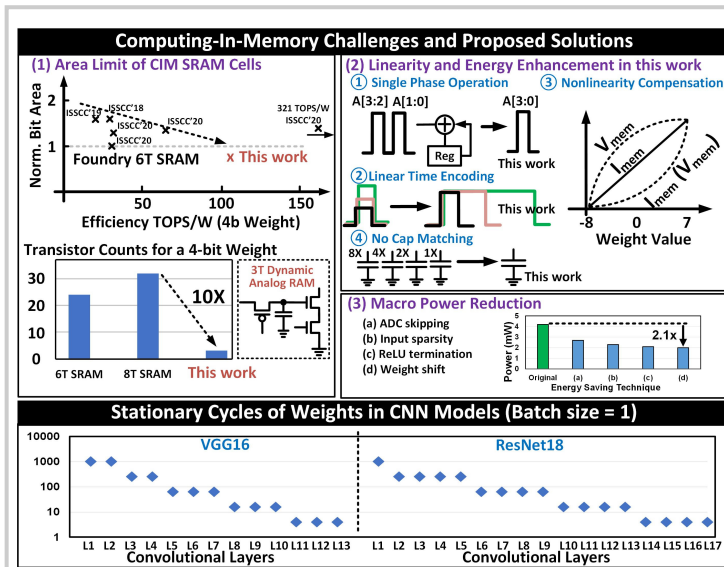 Computing-In-Memory Challenges and Proposed Solutions
(1) Area Limit of CIM SRAM Cells
Norm. Bit Area
2
1
0
ISSCC'19
ISSCC'18
ISSCC'20
ISSCC'20
ISSCC'20
321 TOPS/W
ISSCC'20
Foundry 6T SRAM
x This work
50
100
150
Efficiency TOPS/W (4b Weight)
Transistor Counts for a 4-bit Weight
30
20
10
0
10X
6T SRAM
8T SRAM
This work
3T Dynamic
Analog RAM
(2) Linearity and Energy Enhancement in this work
① Single Phase Operation
A[3:2] A[1:0]
Reg
A[3:0]
This work
② Linear Time Encoding
This work
④ No Cap Matching
8X 4X 2X 1X
This work
③ Nonlinearity Compensation
Vmem
Imem
Imem (Vmem)
-8 0 7
Weight Value
(3) Macro Power Reduction
(a) ADC skipping
(b) Input sparsity
(c) ReLU termination
(d) Weight shift
Power (mW)
5
4
3
2
1
0
2.1x
Original (a) (b) (c) (d)
Energy Saving Technique
Stationary Cycles of Weights in CNN Models (Batch size = 1)
VGG16
ResNet18
10000
1000
100
10
1
L1 L2 L3 L4 L5 L6 L7 L8 L9 L10 L11 L12 L13
Convoutional Layers
L1 L2 L3 L4 L5 L6 L7 L8 L9 L10 L11 L12 L13 L14 L15 L16 L17
Convolutional Layers